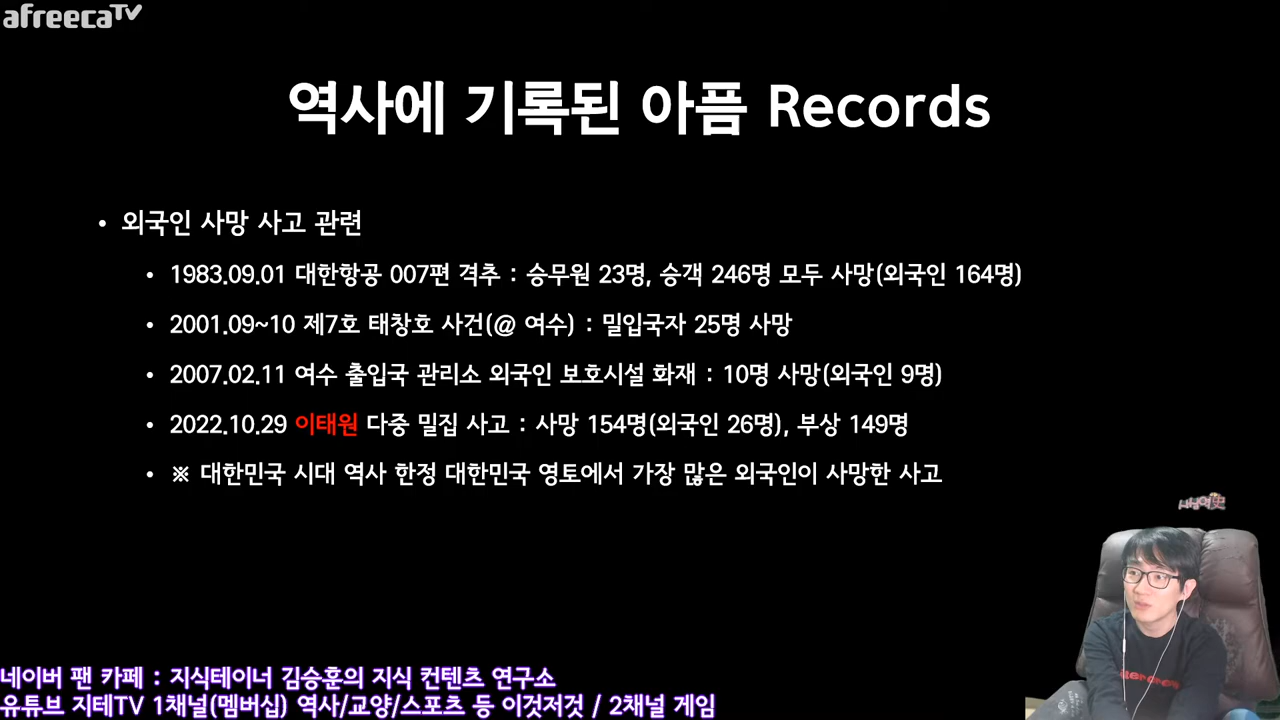 afreecaTV
역사에 기록된 아픔 Records
• 외국인 사망 사고 관련
• 1983.09.01 대한항공 007편 격추 : 승무원 23명, 승객 246명 모두 사망(외국인 164명)
• 2001.09~10 제7호 태창호 사건(@ 여수) : 밀입국자 25명 사망
• 2007.02.11 여수 출입국 관리소 외국인 보호시설 화재 : 10명 사망(외국인 9명)
• 2022.10.29 이태원 다중 밀집 사고 : 사망 154명(외국인 26명), 부상 149명
• ※ 대한민국 시대 역사 한정 대한민국 영토에서 가장 많은 외국인이 사망한 사고
네이버 팬 카페 : 지식테이너 김승훈의 지식 컨텐츠 연구소
유튜브 지테TV 1채널(멤버십) 역사/교양/스포츠 등 이것저것 / 2채널 게임